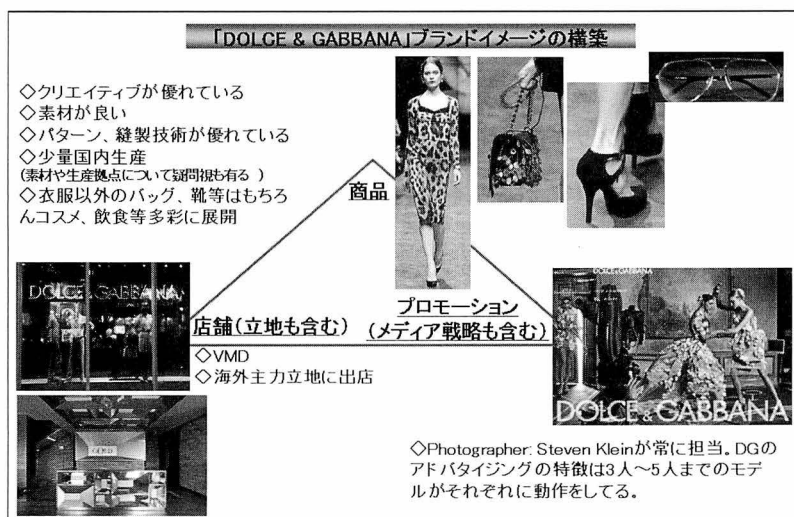 「DOLCE & GABBANA」ブランドイメージの構築
◇クリエイティブが優れている
◇素材が良い
◇パターン、縫製技術が優れている
◇少量国内生産
(素材や生産拠点について疑問視も有る )
◇衣服以外のバッグ、靴等はもちろ
んコスメ、飲食等多彩に展開
商品
DOLCE & GABBANA
店舗(立地も含む)
◇VMD
◇海外主力立地に出店
プロモーション
(メディア戦略も含む)
DOLCE & GABBANA
DOLCE & GABBANA
◇Photographer: Steven Kleinが常に担当。DGの
アドバタイジングの特徴は3人～5人までのモデ
ルがそれぞれに動作をしてる。